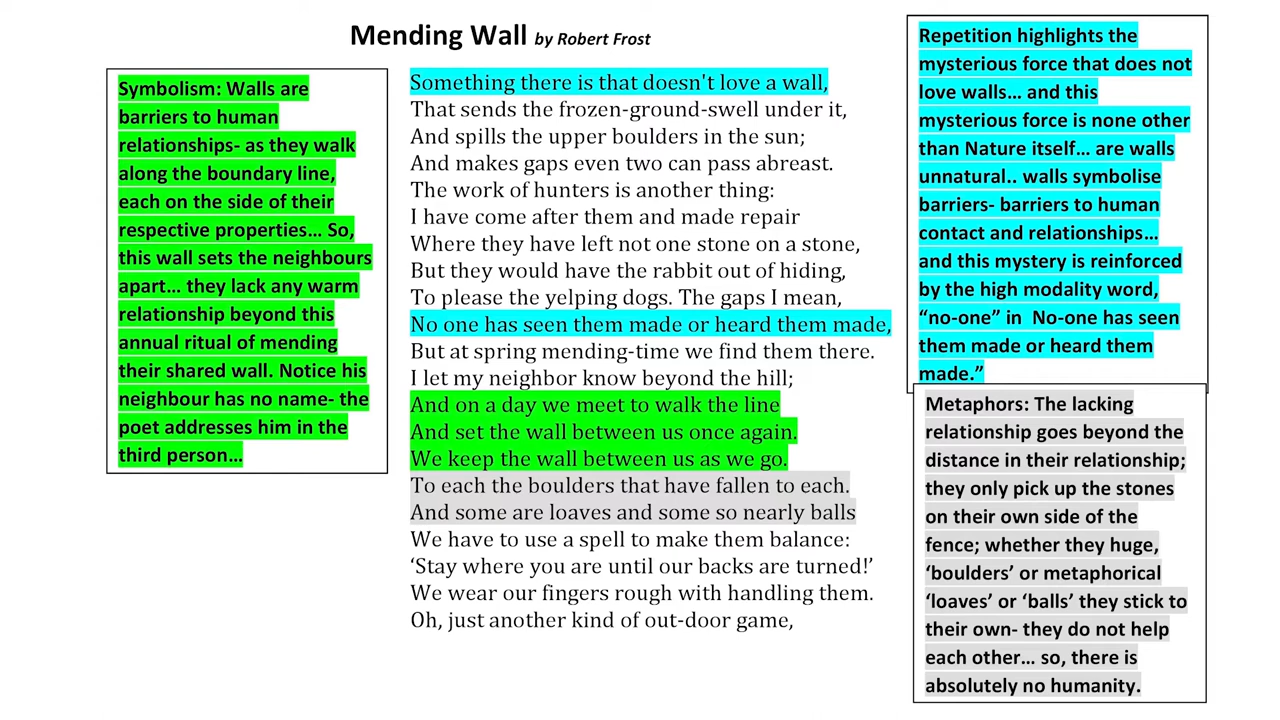 Mending Wall by Robert Frost
Symbolism: Walls are
barriers to human
relationships- as they walk
along the boundary line,
each on the side of their
respective properties… So,
this wall sets the neighbours
apart… they lack any warm
relationship beyond this
annual ritual of mending
their shared wall. Notice his
neighbour has no name- the
poet addresses him in the
third person…
Something there is that doesn't love a wall,
That sends the frozen-ground-swell under it,
And spills the upper boulders in the sun;
And makes gaps even two can pass abreast.
The work of hunters is another thing:
I have come after them and made repair
Where they have left not one stone on a stone,
But they would have the rabbit out of hiding,
To please the yelping dogs. The gaps I mean,
No one has seen them made or heard them made,
But at spring mending-time we find them there.
I let my neighbor know beyond the hill;
And on a day we meet to walk the line
And set the wall between us once again.
We keep the wall between us as we go.
To each the boulders that have fallen to each.
And some are loaves and some so nearly balls
We have to use a spell to make them balance:
‘Stay where you are until our backs are turned!’
We wear our fingers rough with handling them.
Oh, just another kind of out-door game,
Repetition highlights the
mysterious force that does not
love walls… and this
mysterious force is none other
than Nature itself… are walls
unnatural.. walls symbolise
barriers- barriers to human
contact and relationships…
and this mystery is reinforced
by the high modality word,
“no-one” in No-one has seen
them made or heard them
made.”
Metaphors: The lacking
relationship goes beyond the
distance in their relationship;
they only pick up the stones
on their own side of the
fence; whether they huge,
‘boulders’ or metaphorical
‘loaves’ or ‘balls’ they stick to
their own- they do not help
each other… so, there is
absolutely no humanity.